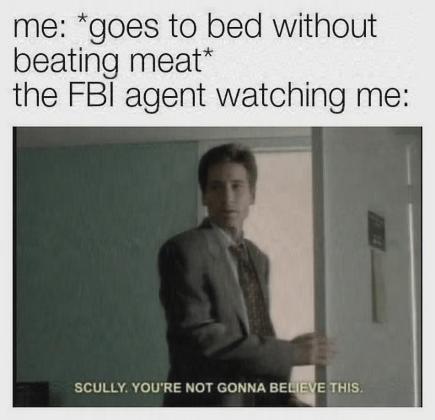 me: *goes to bed without
beating meat*
the FBI agent watching me:
SCULLY. YOU'RE NOT GONNA BELIEVE THIS.